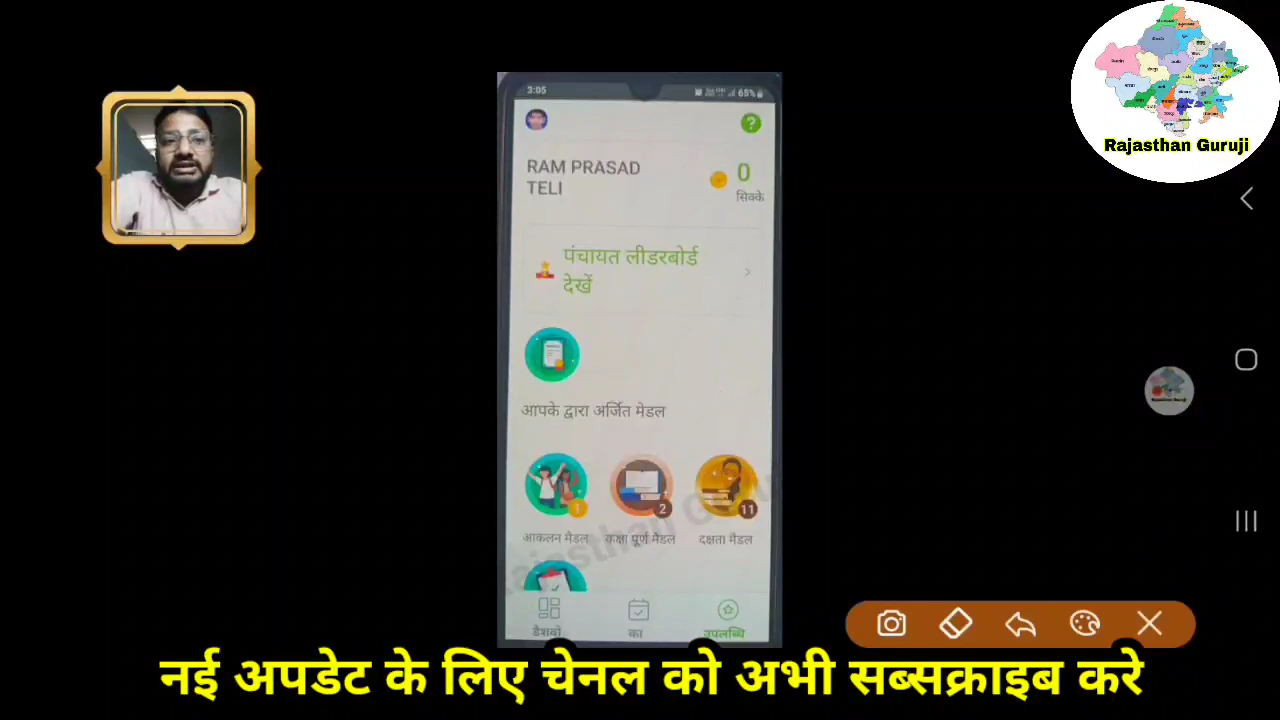 Rajasthan Guruji
3:05
65%
RAM PRASAD
TELI
0
सिक्के
पंचायत लीडरबोर्ड
देखें
आपके द्वारा अर्जित मेडल
1
2
11
आकलन मैडल
कक्षा पूर्ण मैडल
दक्षता मैडल
डैशबो
का
उपलब्धि
नई अपडेट के लिए चेनल को अभी सब्सक्राइब करे